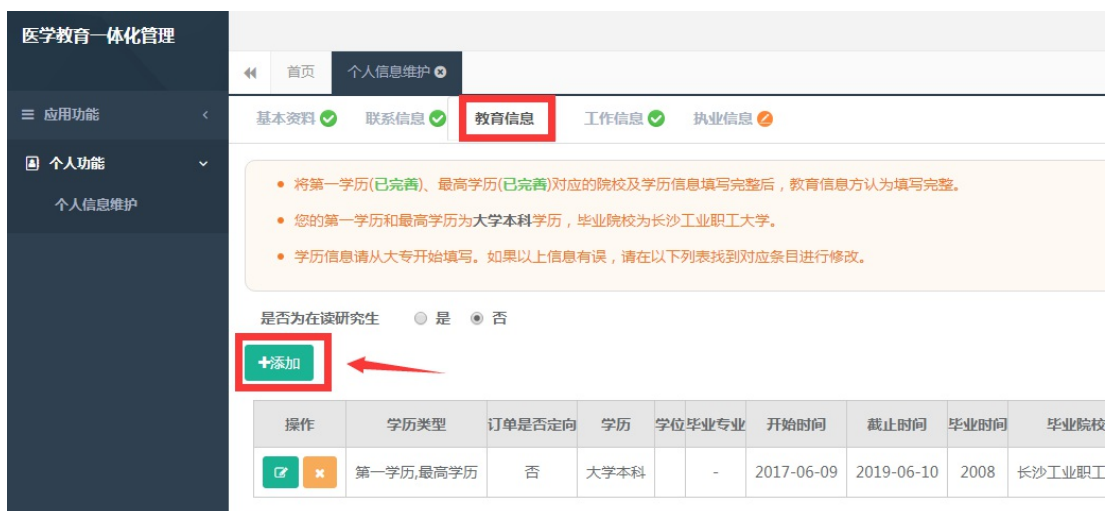 医学教育一体化管理
首页 个人信息维护
应用功能
基本资料 联系信息 教育信息 工作信息 执业信息
个人功能
个人信息维护
将第一学历(已完善)、最高学历(已完善)对应的院校及学历信息填写完整后，教育信息方认为填写完整。
您的第一学历和最高学历为大学本科学历，毕业院校为长沙工业职工大学。
学历信息请从大专开始填写。如果以上信息有误，请在以下列表找到对应条目进行修改。
是否为在读研究生 是 否
+添加
操作 学历类型 订单是否定向 学历 学位 毕业专业 开始时间 截止时间 毕业时间 毕业院校
第一学历,最高学历 否 大学本科 - 2017-06-09 2019-06-10 2008 长沙工业职工